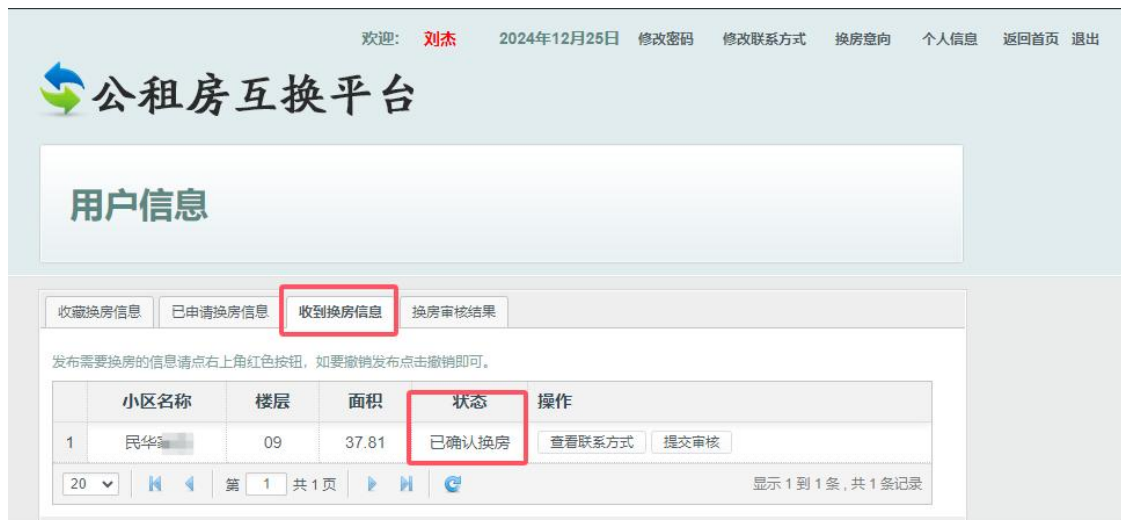 欢迎: 刘杰 2024年12月25日 修改密码 修改联系方式 换房意向 个人信息 返回首页 退出
公租房互换平台
用户信息
收藏换房信息 已申请换房信息 收到换房信息 换房审核结果
发布需要换房的信息请点右上角红色按钮，如要撤销发布点击撤销即可。
小区名称 楼层 面积 状态 操作
1 民华 09 37.81 已确认换房 查看联系方式 提交审核
20 第 1 共1页 显示1到1条,共1条记录